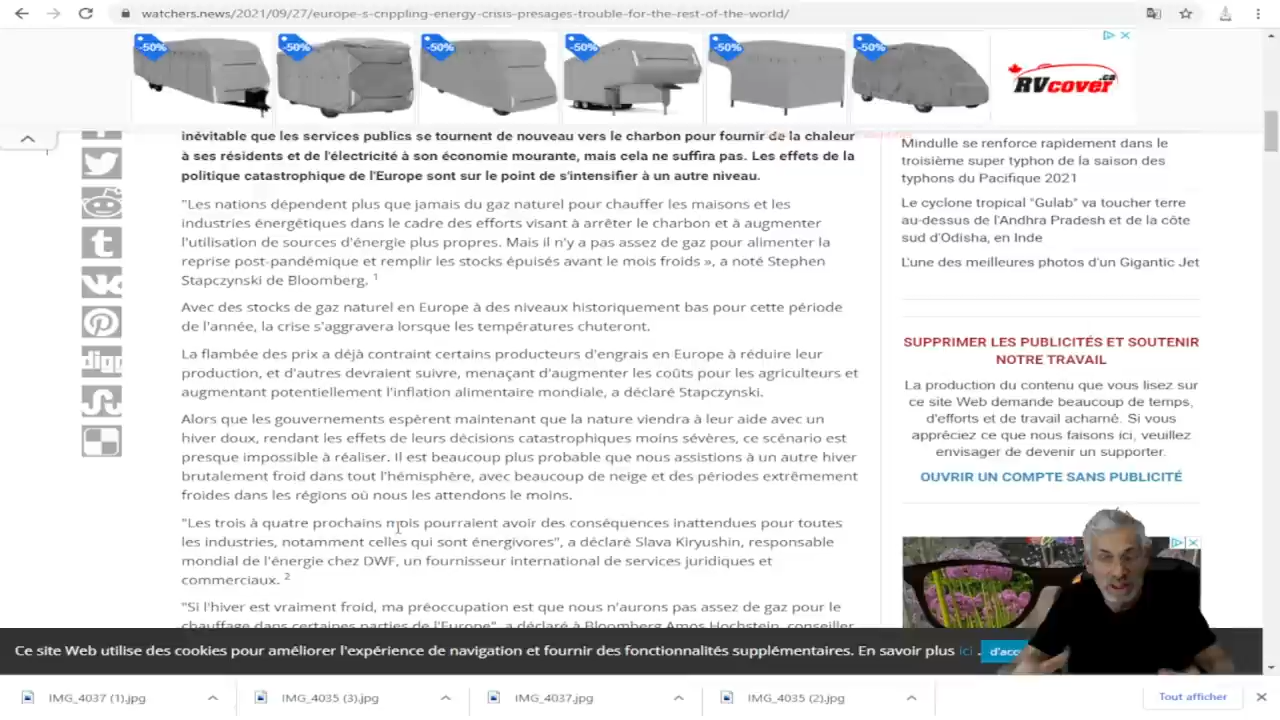 watchers.news/2021/09/27/europe-s-crippling-energy-crisis-presages-trouble-for-the-rest-of-the-world/
-50%
-50%
-50%
-50%
-50%
-50%
RVcover.ca
inévitable que les services publics se tournent de nouveau vers le charbon pour fournir de la chaleur
à ses résidents et de l'électricité à son économie mourante, mais cela ne suffira pas. Les effets de la
politique catastrophique de l'Europe sont sur le point de s'intensifier à un autre niveau.
"Les nations dépendent plus que jamais du gaz naturel pour chauffer les maisons et les
industries énergétiques dans le cadre des efforts visant à arrêter le charbon et à augmenter
l'utilisation de sources d'énergie plus propres. Mais il n'y a pas assez de gaz pour alimenter la
reprise post-pandémique et remplir les stocks épuisés avant le mois froids », a noté Stephen
Stapczynski de Bloomberg. 1
Avec des stocks de gaz naturel en Europe à des niveaux historiquement bas pour cette période
de l'année, la crise s'aggravera lorsque les températures chuteront.
La flambée des prix a déjà contraint certains producteurs d'engrais en Europe à réduire leur
production, et d'autres devraient suivre, menaçant d'augmenter les coûts pour les agriculteurs et
augmentant potentiellement l'inflation alimentaire mondiale, a déclaré Stapczynski.
Alors que les gouvernements espèrent maintenant que la nature viendra à leur aide avec un
hiver doux, rendant les effets de leurs décisions catastrophiques moins sévères, ce scénario est
presque impossible à réaliser. Il est beaucoup plus probable que nous assistions à un autre hiver
brutalement froid dans tout l'hémisphère, avec beaucoup de neige et des périodes extrêmement
froides dans les régions où nous les attendons le moins.
"Les trois à quatre prochains mois pourraient avoir des conséquences inattendues pour toutes
les industries, notamment celles qui sont énergivores", a déclaré Slava Kiryushin, responsable
mondial de l'énergie chez DWF, un fournisseur international de services juridiques et
commerciaux. 2
"Si l'hiver est vraiment froid, ma préoccupation est que nous n'aurons pas assez de gaz pour le
chauffage dans certaines parties de l'Europe", a déclaré à Bloomberg Amos Hochstein, conseiller
digg
Mindulle se renforce rapidement dans le
troisième super typhon de la saison des
typhons du Pacifique 2021
Le cyclone tropical "Gulab" va toucher terre
au-dessus de l'Andhra Pradesh et de la côte
sud d'Odisha, en Inde
L'une des meilleures photos d'un Gigantic Jet
SUPPRIMER LES PUBLICITÉS ET SOUTENIR
NOTRE TRAVAIL
La production du contenu que vous lisez sur
ce site Web demande beaucoup de temps,
d'efforts et de travail acharné. Si vous
appréciez ce que nous faisons ici, veuillez
envisager de devenir un supporter.
OUVRIR UN COMPTE SANS PUBLICITÉ
Ce site Web utilise des cookies pour améliorer l'expérience de navigation et fournir des fonctionnalités supplémentaires. En savoir plus ici .
d'acc
IMG_4037 (1).jpg
IMG_4035 (3).jpg
IMG_4037.jpg
IMG_4035 (2).jpg
Tout afficher